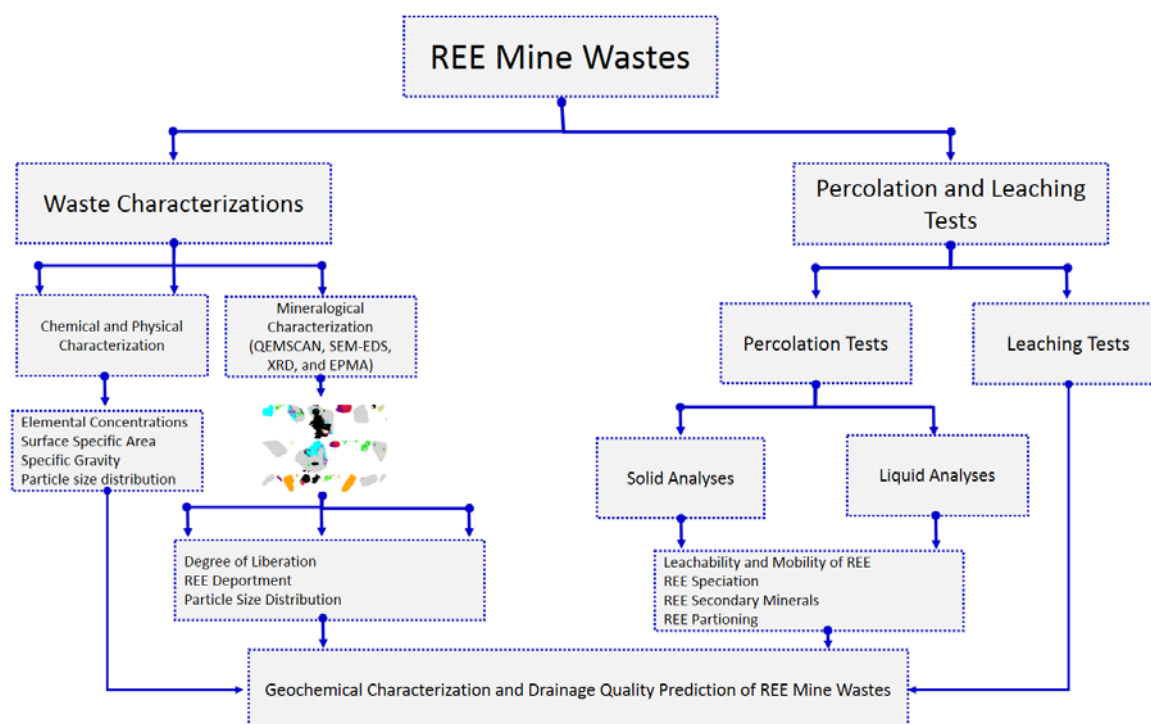 REE Mine Wastes
Waste Characterizations
Percolation and Leaching
Tests
Chemical and Physical
Characterization
Mineralogical
Characterization
(QEMSCAN, SEM-EDS,
XRD, and EPMA)
Percolation Tests
Leaching Tests
Elemental Concentrations
Surface Specific Area
Specific Gravity
Particle size distribution
Solid Analyses
Liquid Analyses
Degree of Liberation
REE Deportment
Particle Size Distribution
Leachability and Mobility of REE
REE Speciation
REE Secondary Minerals
REE Partioning
Geochemical Characterization and Drainage Quality Prediction of REE Mine Wastes